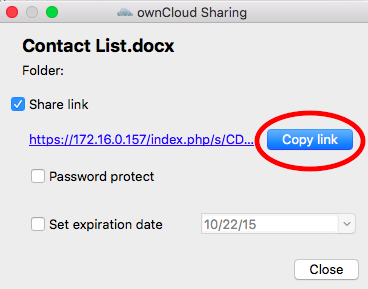 ownCloud Sharing
Contact List.docx
Folder:
Share link
https://172.16.0.157/index.php/s/CD... Copy link
Password protect
Set expiration date 10/22/15
Close